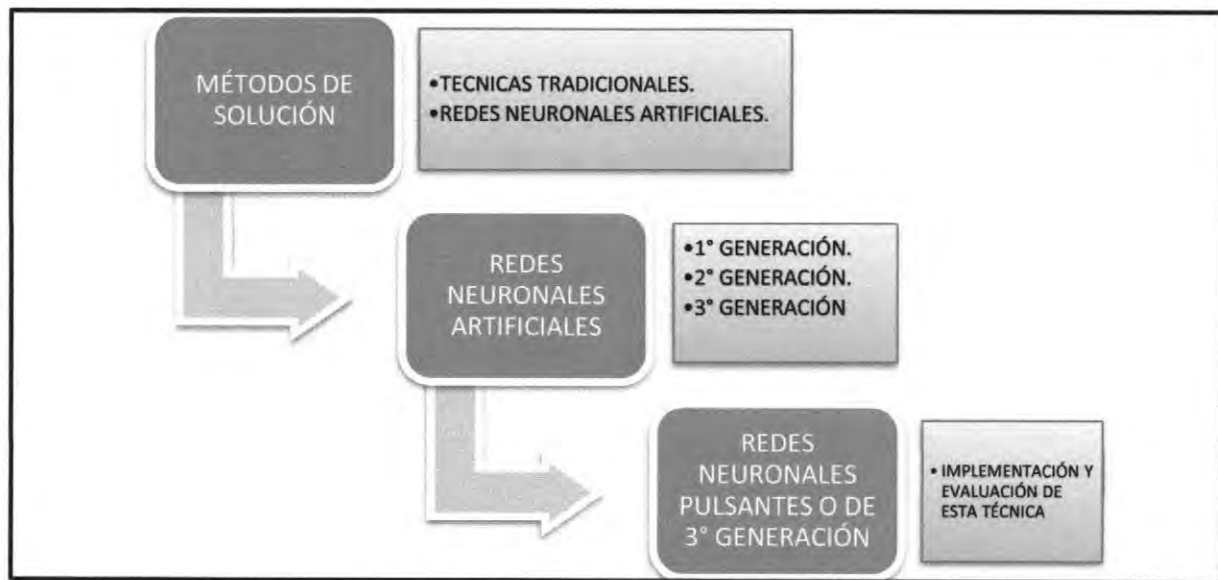 MÉTODOS DE
SOLUCIÓN
•TECNICAS TRADICIONALES.
•REDES NEURONALES ARTIFICIALES.
REDES
NEURONALES
ARTIFICIALES
•1° GENERACIÓN.
•2° GENERACIÓN.
•3° GENERACIÓN
REDES
NEURONALES
PULSANTES O DE
3° GENERACIÓN
• IMPLEMENTACIÓN Y
EVALUACIÓN DE
ESTA TÉCNICA